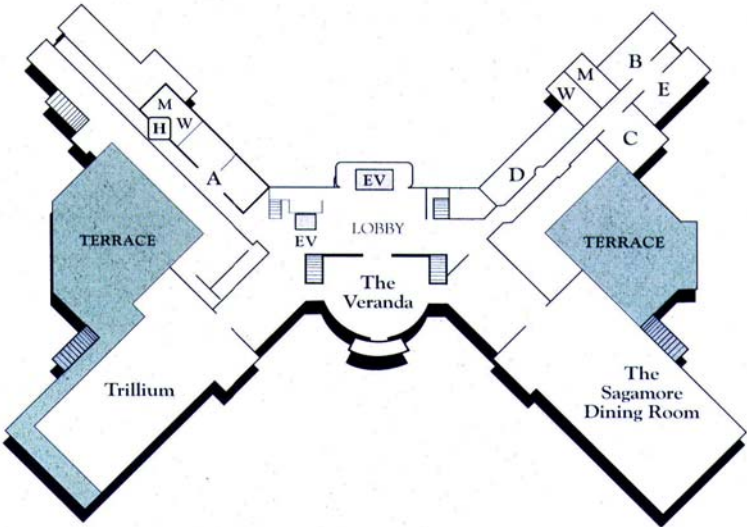 M
W
H
A
EV
EV
LOBBY
M
W
B
E
C
D
TERRACE
TERRACE
The
Veranda
Trillium
The
Sagamore
Dining Room